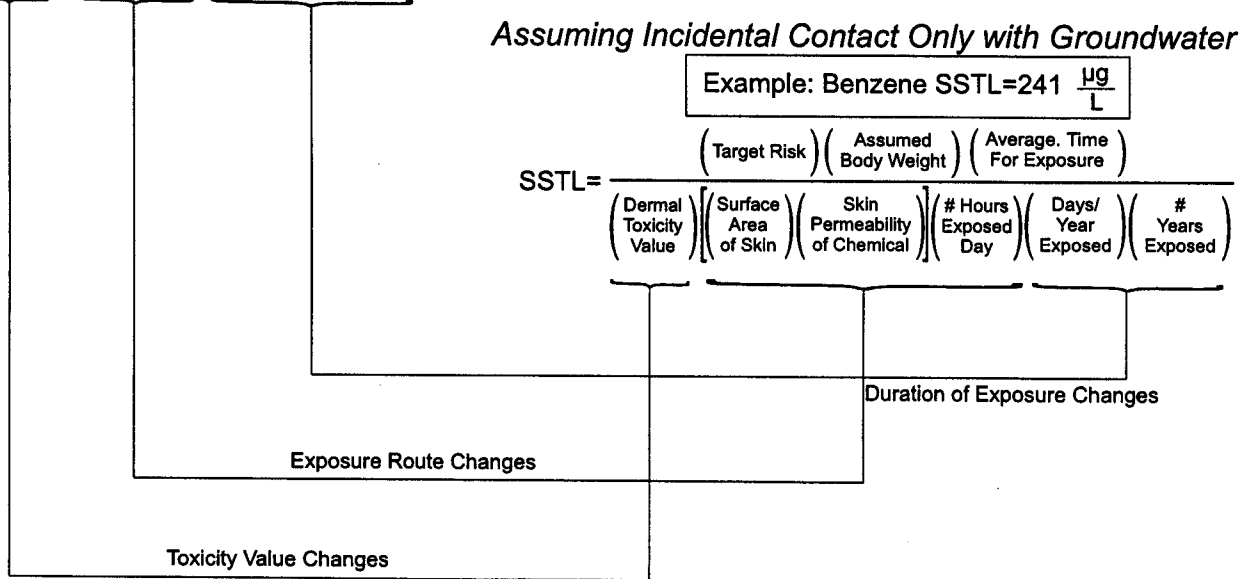 Assuming Incidental Contact Only with Groundwater
Example: Benzene SSTL=241 µg/L
SSTL=
(Target Risk) (Assumed Body Weight) (Average. Time For Exposure)
(Dermal Toxicity Value) [(Surface Area of Skin) (Skin Permeability of Chemical)] (# Hours Exposed Day) (Days/ Year Exposed) (# Years Exposed)
Duration of Exposure Changes
Exposure Route Changes
Toxicity Value Changes